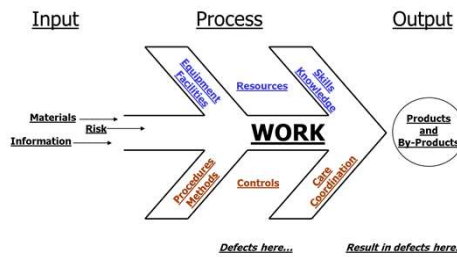 Input
Process
Output
Equipment
Facilities
Resources
Skills
Knowledge
Materials
Risk
Information
WORK
Products
and
By-Products
Procedures
Methods
Controls
Care
Coordination
Defects here...
Result in defects here